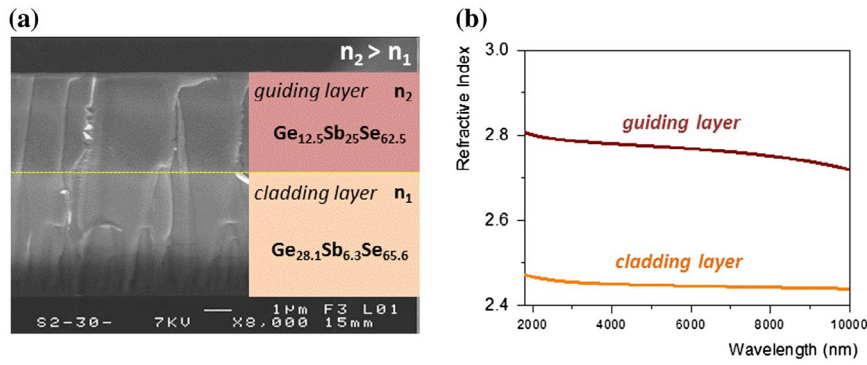 (a)
n₂ > n₁
guiding layer n₂
Ge₁₂.₅Sb₂₅Se₆₂.₅
cladding layer n₁
Ge₂₈.₁Sb₆.₃Se₆₅.₆
1µm F3 L01
S2-30- 7KV X8,000 15mm
(b)
Refractive Index
3.0
2.8
2.6
2.4
guiding layer
cladding layer
2000 4000 6000 8000 10000
Wavelength (nm)